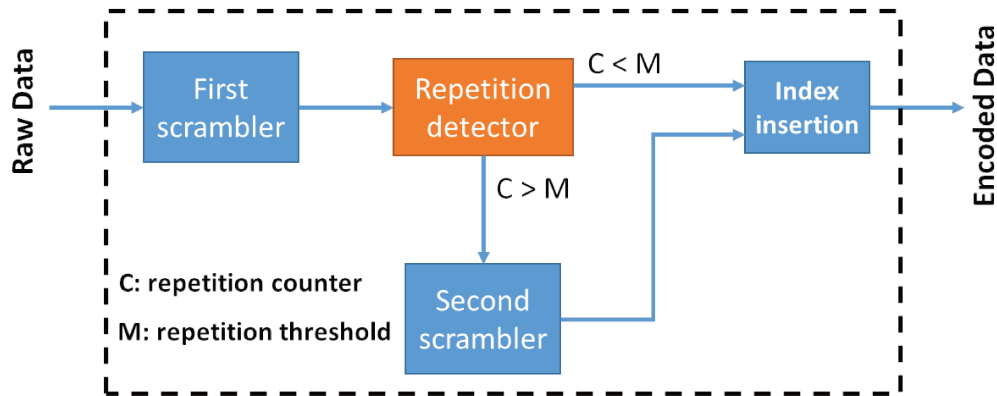 Raw Data
First
scrambler
Repetition
detector
C < M
Index
insertion
Encoded Data
C > M
C: repetition counter
M: repetition threshold
Second
scrambler